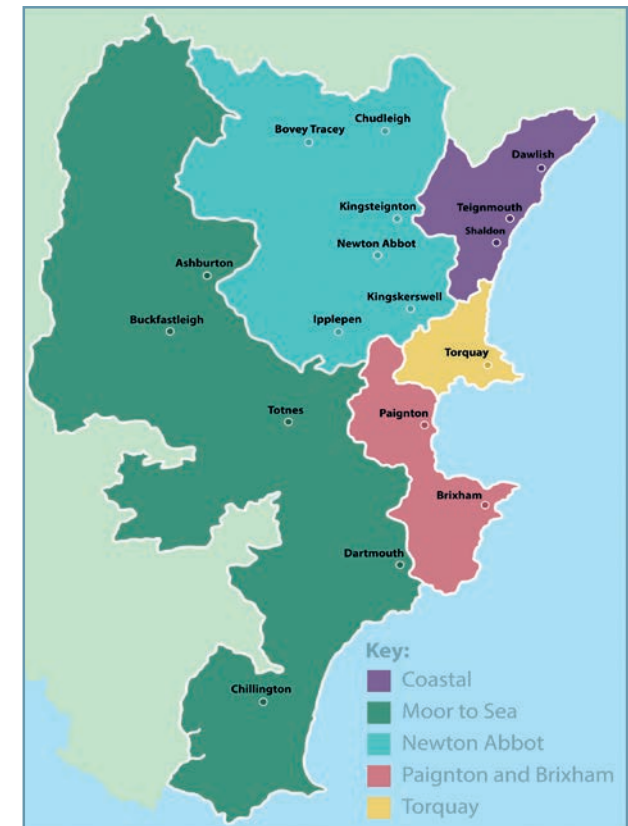 Chudleigh
Bovey Tracey
Dawlish
Kingsteignton
Teignmouth
Shaldon
Newton Abbot
Ashburton
Kingskerswell
Buckfastleigh
Ipplepen
Torquay
Totnes
Paignton
Brixham
Dartmouth
Chillington
Key:
Coastal
Moor to Sea
Newton Abbot
Paignton and Brixham
Torquay